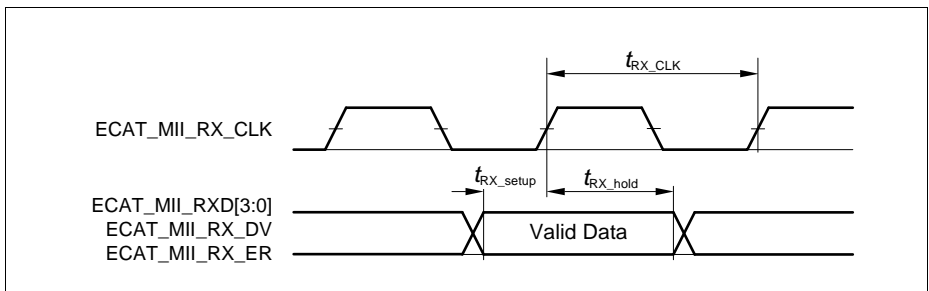 tRX_CLK
ECAT_MII_RX_CLK
tRX_setup
tRX_hold
ECAT_MII_RXD[3:0]
ECAT_MII_RX_DV
Valid Data
ECAT_MII_RX_ER